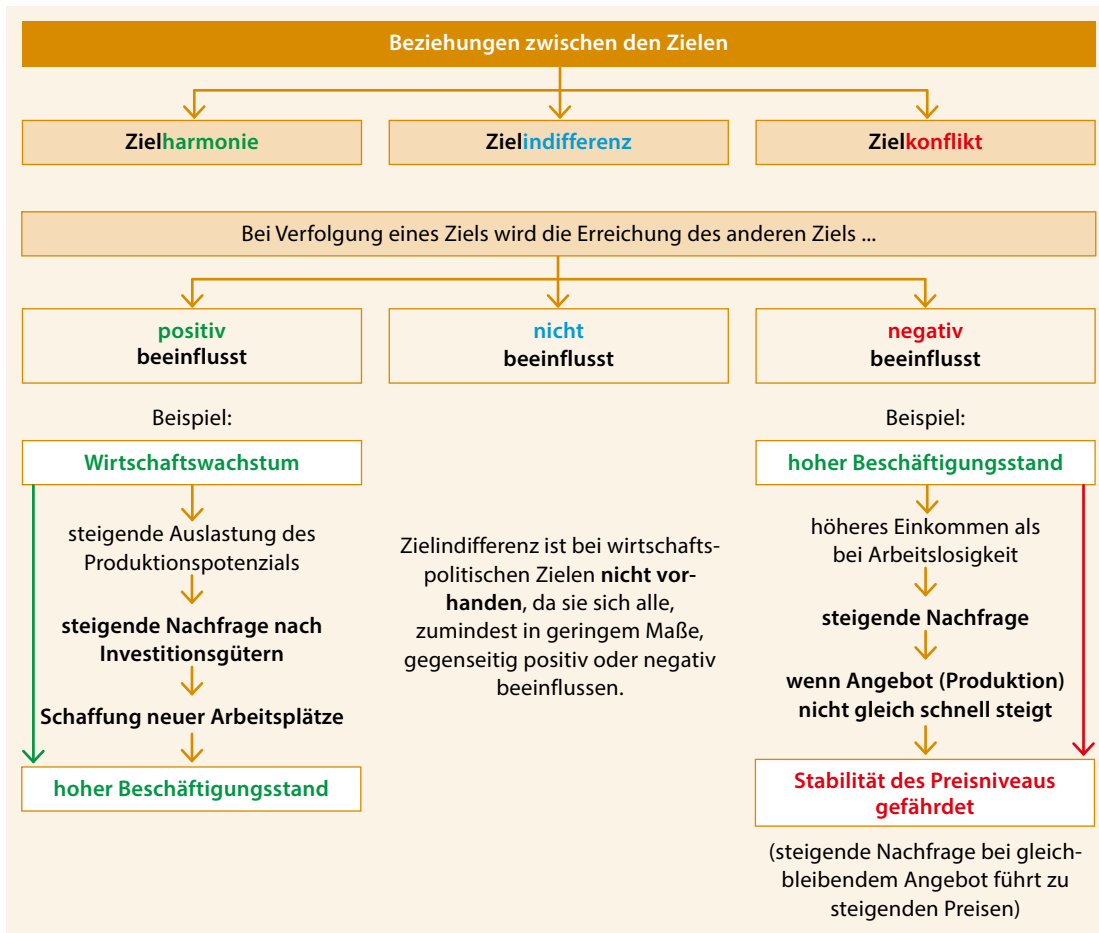 Beziehungen zwischen den Zielen
Zielharmonie
Zielindifferenz
Zielkonflikt
Bei Verfolgung eines Ziels wird die Erreichung des anderen Ziels ...
positiv
beeinflusst
nicht
beeinflusst
negativ
beeinflusst
Beispiel:
Wirtschaftswachstum
steigende Auslastung des
Produktionspotenzials
steigende Nachfrage nach
Investitionsgütern
Schaffung neuer Arbeitsplätze
hoher Beschäftigungsstand
Zielindifferenz ist bei wirtschafts-
politischen Zielen nicht vor-
handen, da sie sich alle,
zumindest in geringem Maße,
gegenseitig positiv oder negativ
beeinflussen.
Beispiel:
hoher Beschäftigungsstand
höheres Einkommen als
bei Arbeitslosigkeit
steigende Nachfrage
wenn Angebot (Produktion)
nicht gleich schnell steigt
Stabilität des Preisniveaus
gefährdet
(steigende Nachfrage bei gleich-
bleibendem Angebot führt zu
steigenden Preisen)